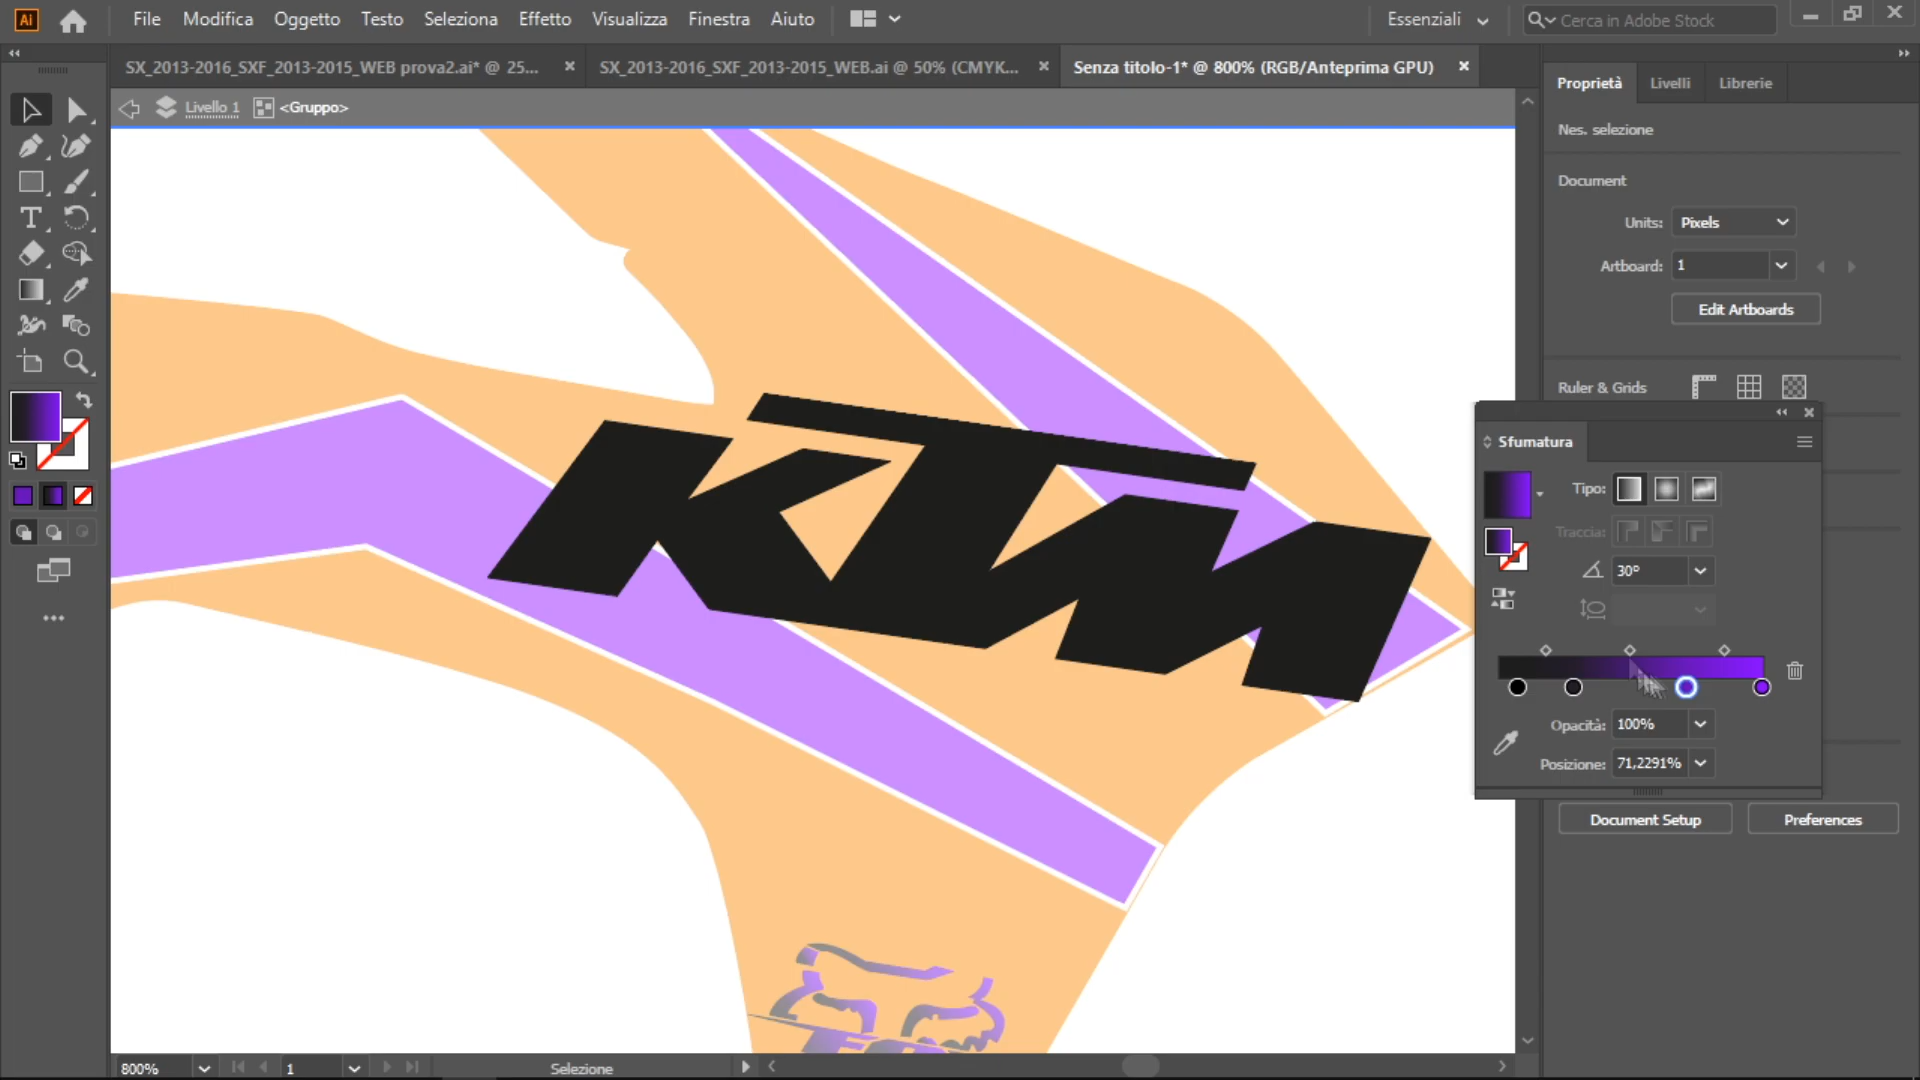 Ai File Modifica Oggetto Testo Seleziona Effetto Visualizza Finestra Aiuto Essenziali Cerca in Adobe Stock
SX_2013-2016_SXF_2013-2015_WEB prova2.ai* @ 25... SX_2013-2016_SXF_2013-2015_WEB.ai @ 50% (CMYK... Senza titolo-1* @ 800% (RGB/Anteprima GPU)
Proprietà Livelli Librerie
Livello 1 <Gruppo>
Nes. selezione
Document
Units: Pixels
Artboard: 1
Edit Artboards
Ruler & Grids
KTM
Sfumatura
Tipo:
Traccia:
30°
Opacità: 100%
Posizione: 71,2291%
Document Setup Preferences
800% 1 Selezione